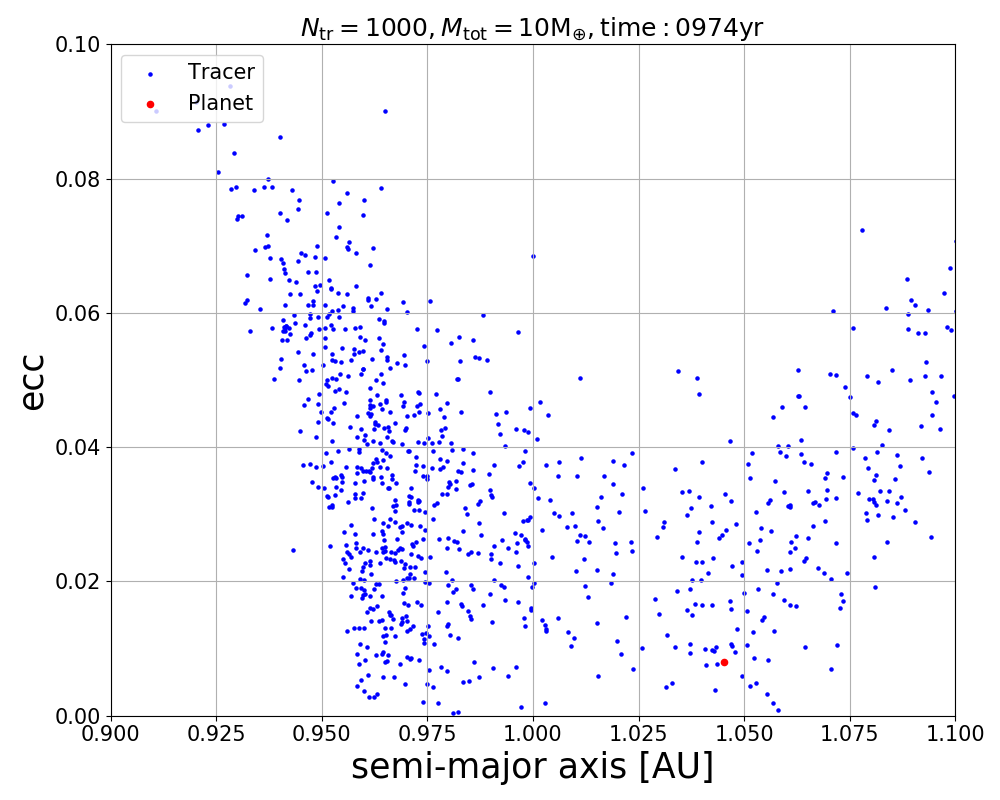 N_tr = 1000, M_tot = 10M_⊕, time : 0974yr
Tracer
Planet
ecc
0.10
0.08
0.06
0.04
0.02
0.00
0.900 0.925 0.950 0.975 1.000 1.025 1.050 1.075 1.100
semi-major axis [AU]